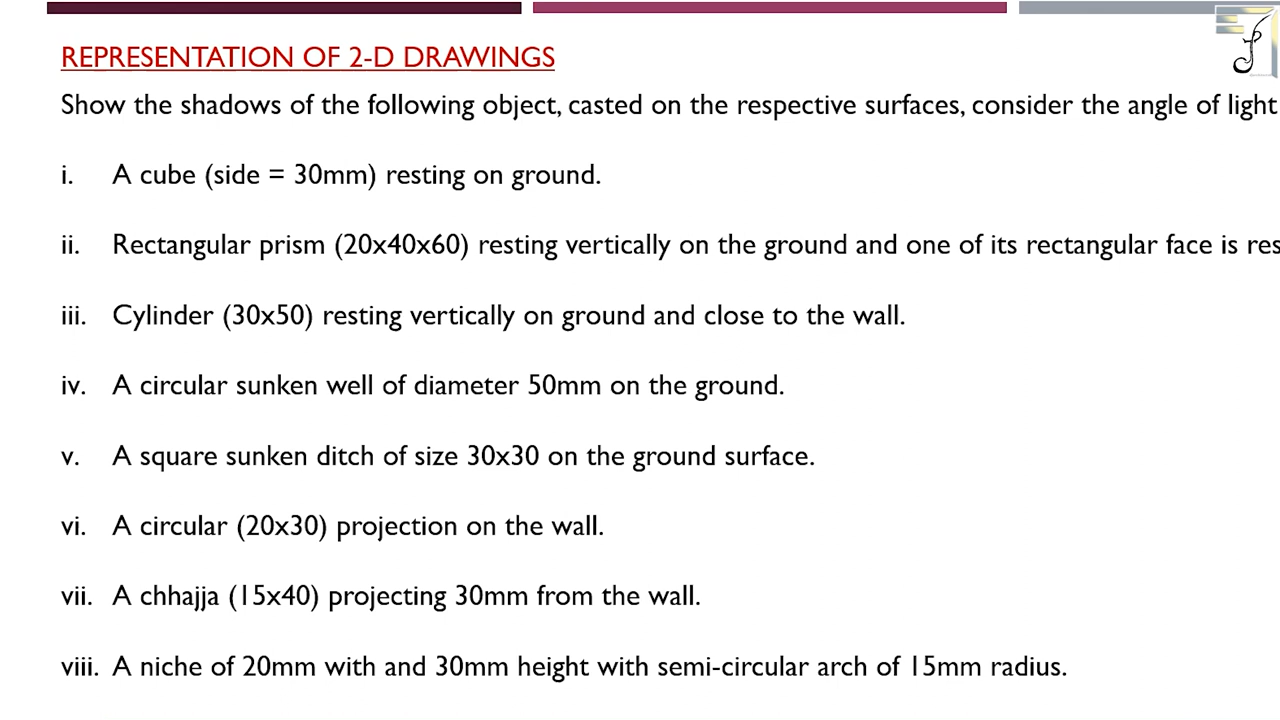 REPRESENTATION OF 2-D DRAWINGS
Show the shadows of the following object, casted on the respective surfaces, consider the angle of light
i. A cube (side = 30mm) resting on ground.
ii. Rectangular prism (20x40x60) resting vertically on the ground and one of its rectangular face is res
iii. Cylinder (30x50) resting vertically on ground and close to the wall.
iv. A circular sunken well of diameter 50mm on the ground.
v. A square sunken ditch of size 30x30 on the ground surface.
vi. A circular (20x30) projection on the wall.
vii. A chhajja (15x40) projecting 30mm from the wall.
viii. A niche of 20mm with and 30mm height with semi-circular arch of 15mm radius.